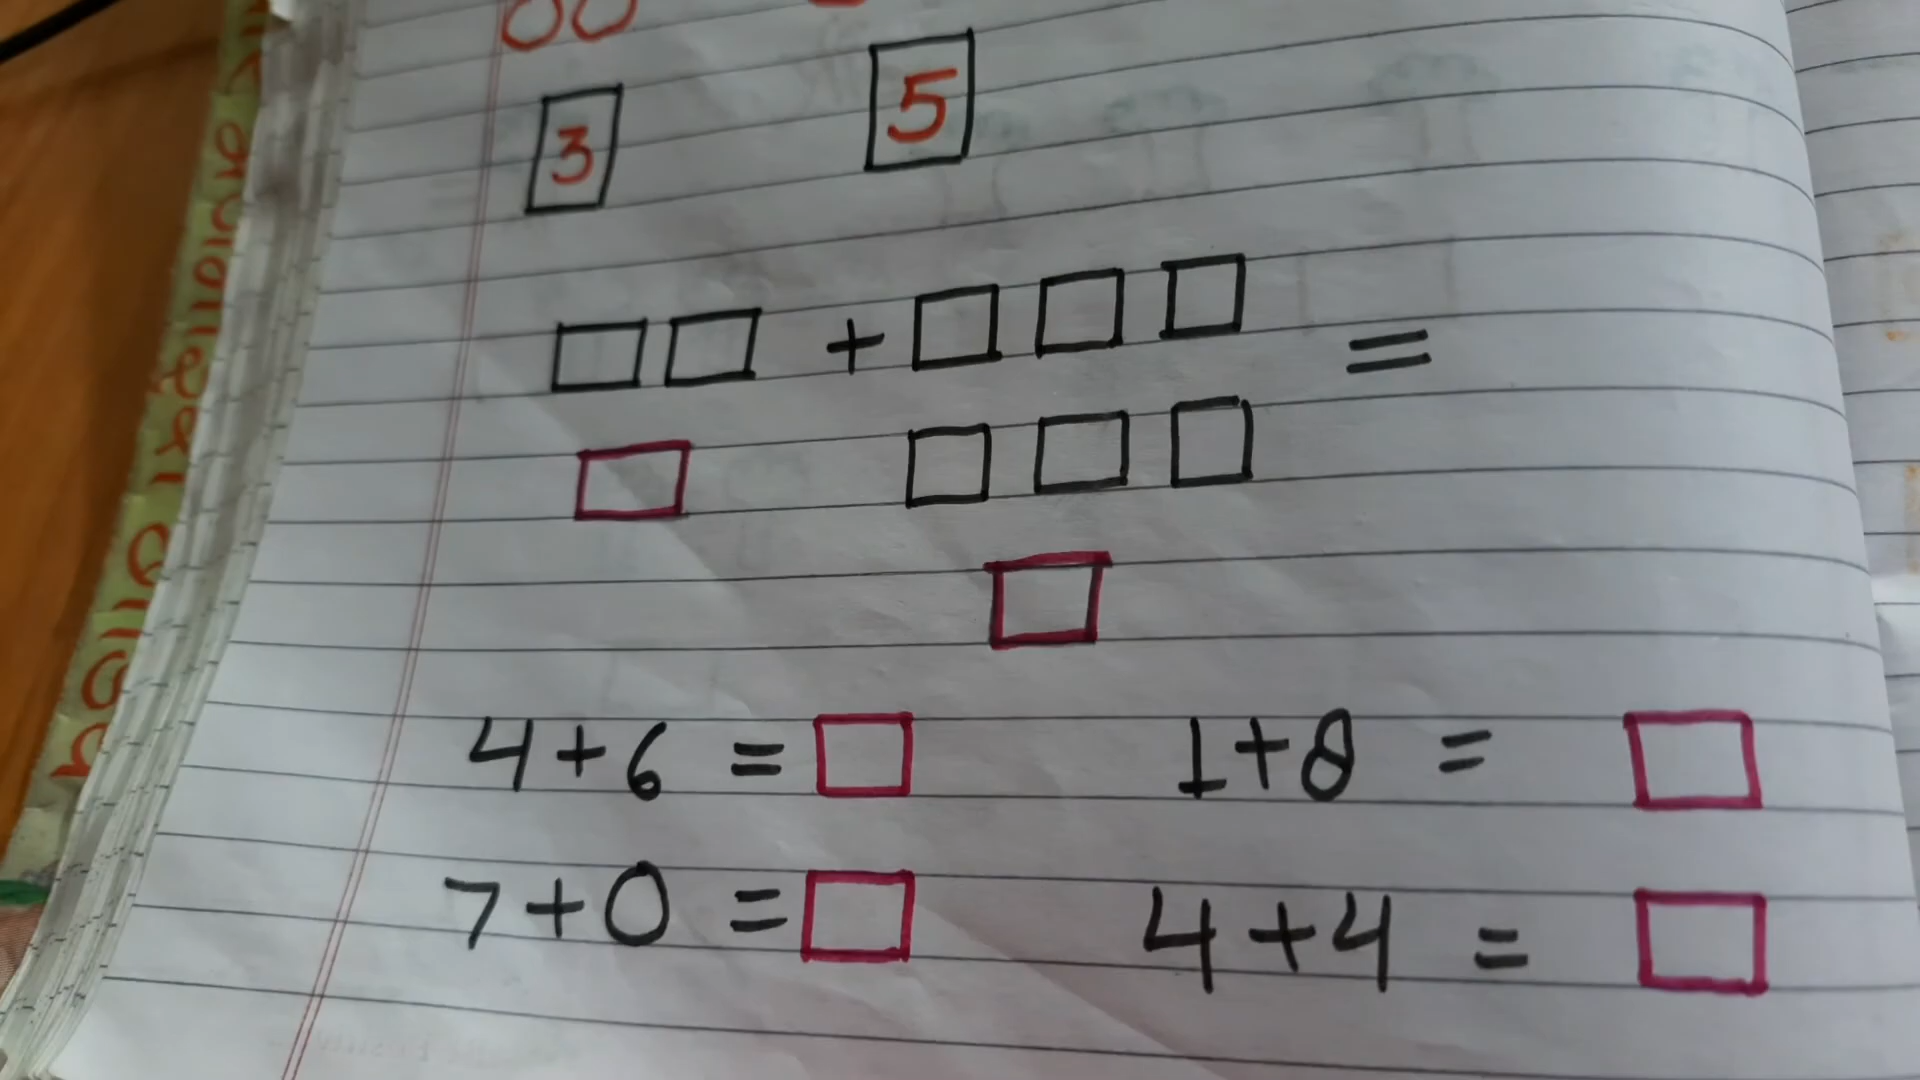 3 5
+ =
4+6 = 1+8 =
7+0 = 4+4 =